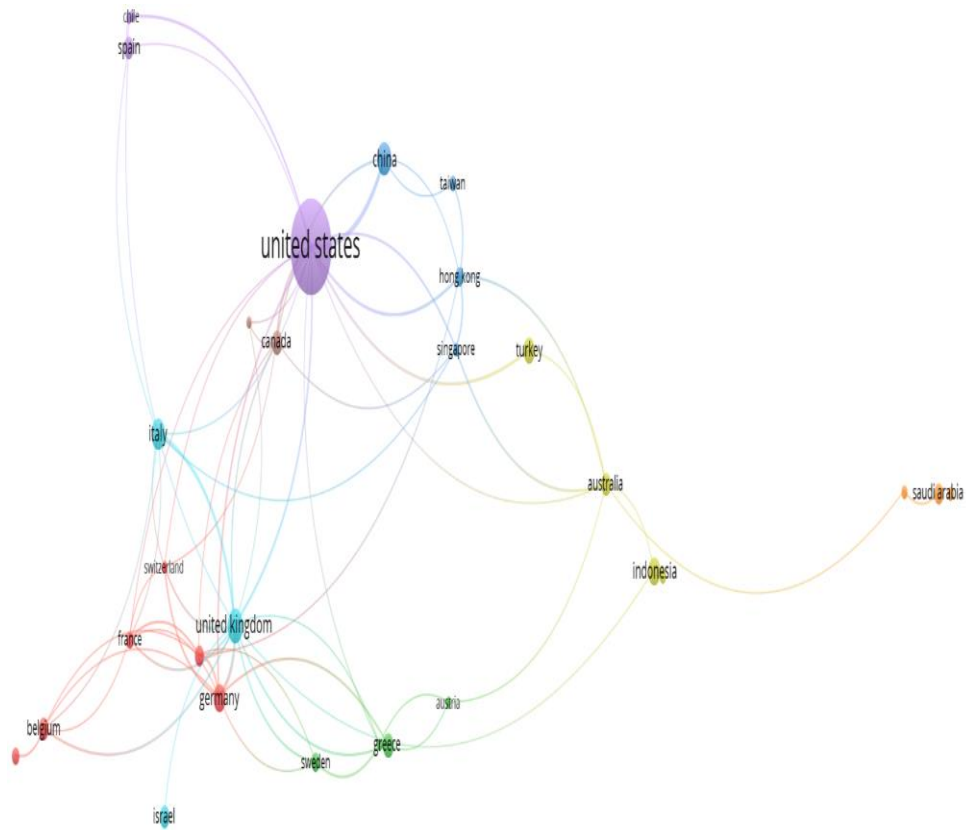 chile
spain
china
taiwan
united states
hong kong
canada
singapore
turkey
italy
australia
saudi arabia
switzerland
indonesia
united kingdom
france
germany
belgium
austria
greece
sweden
israel